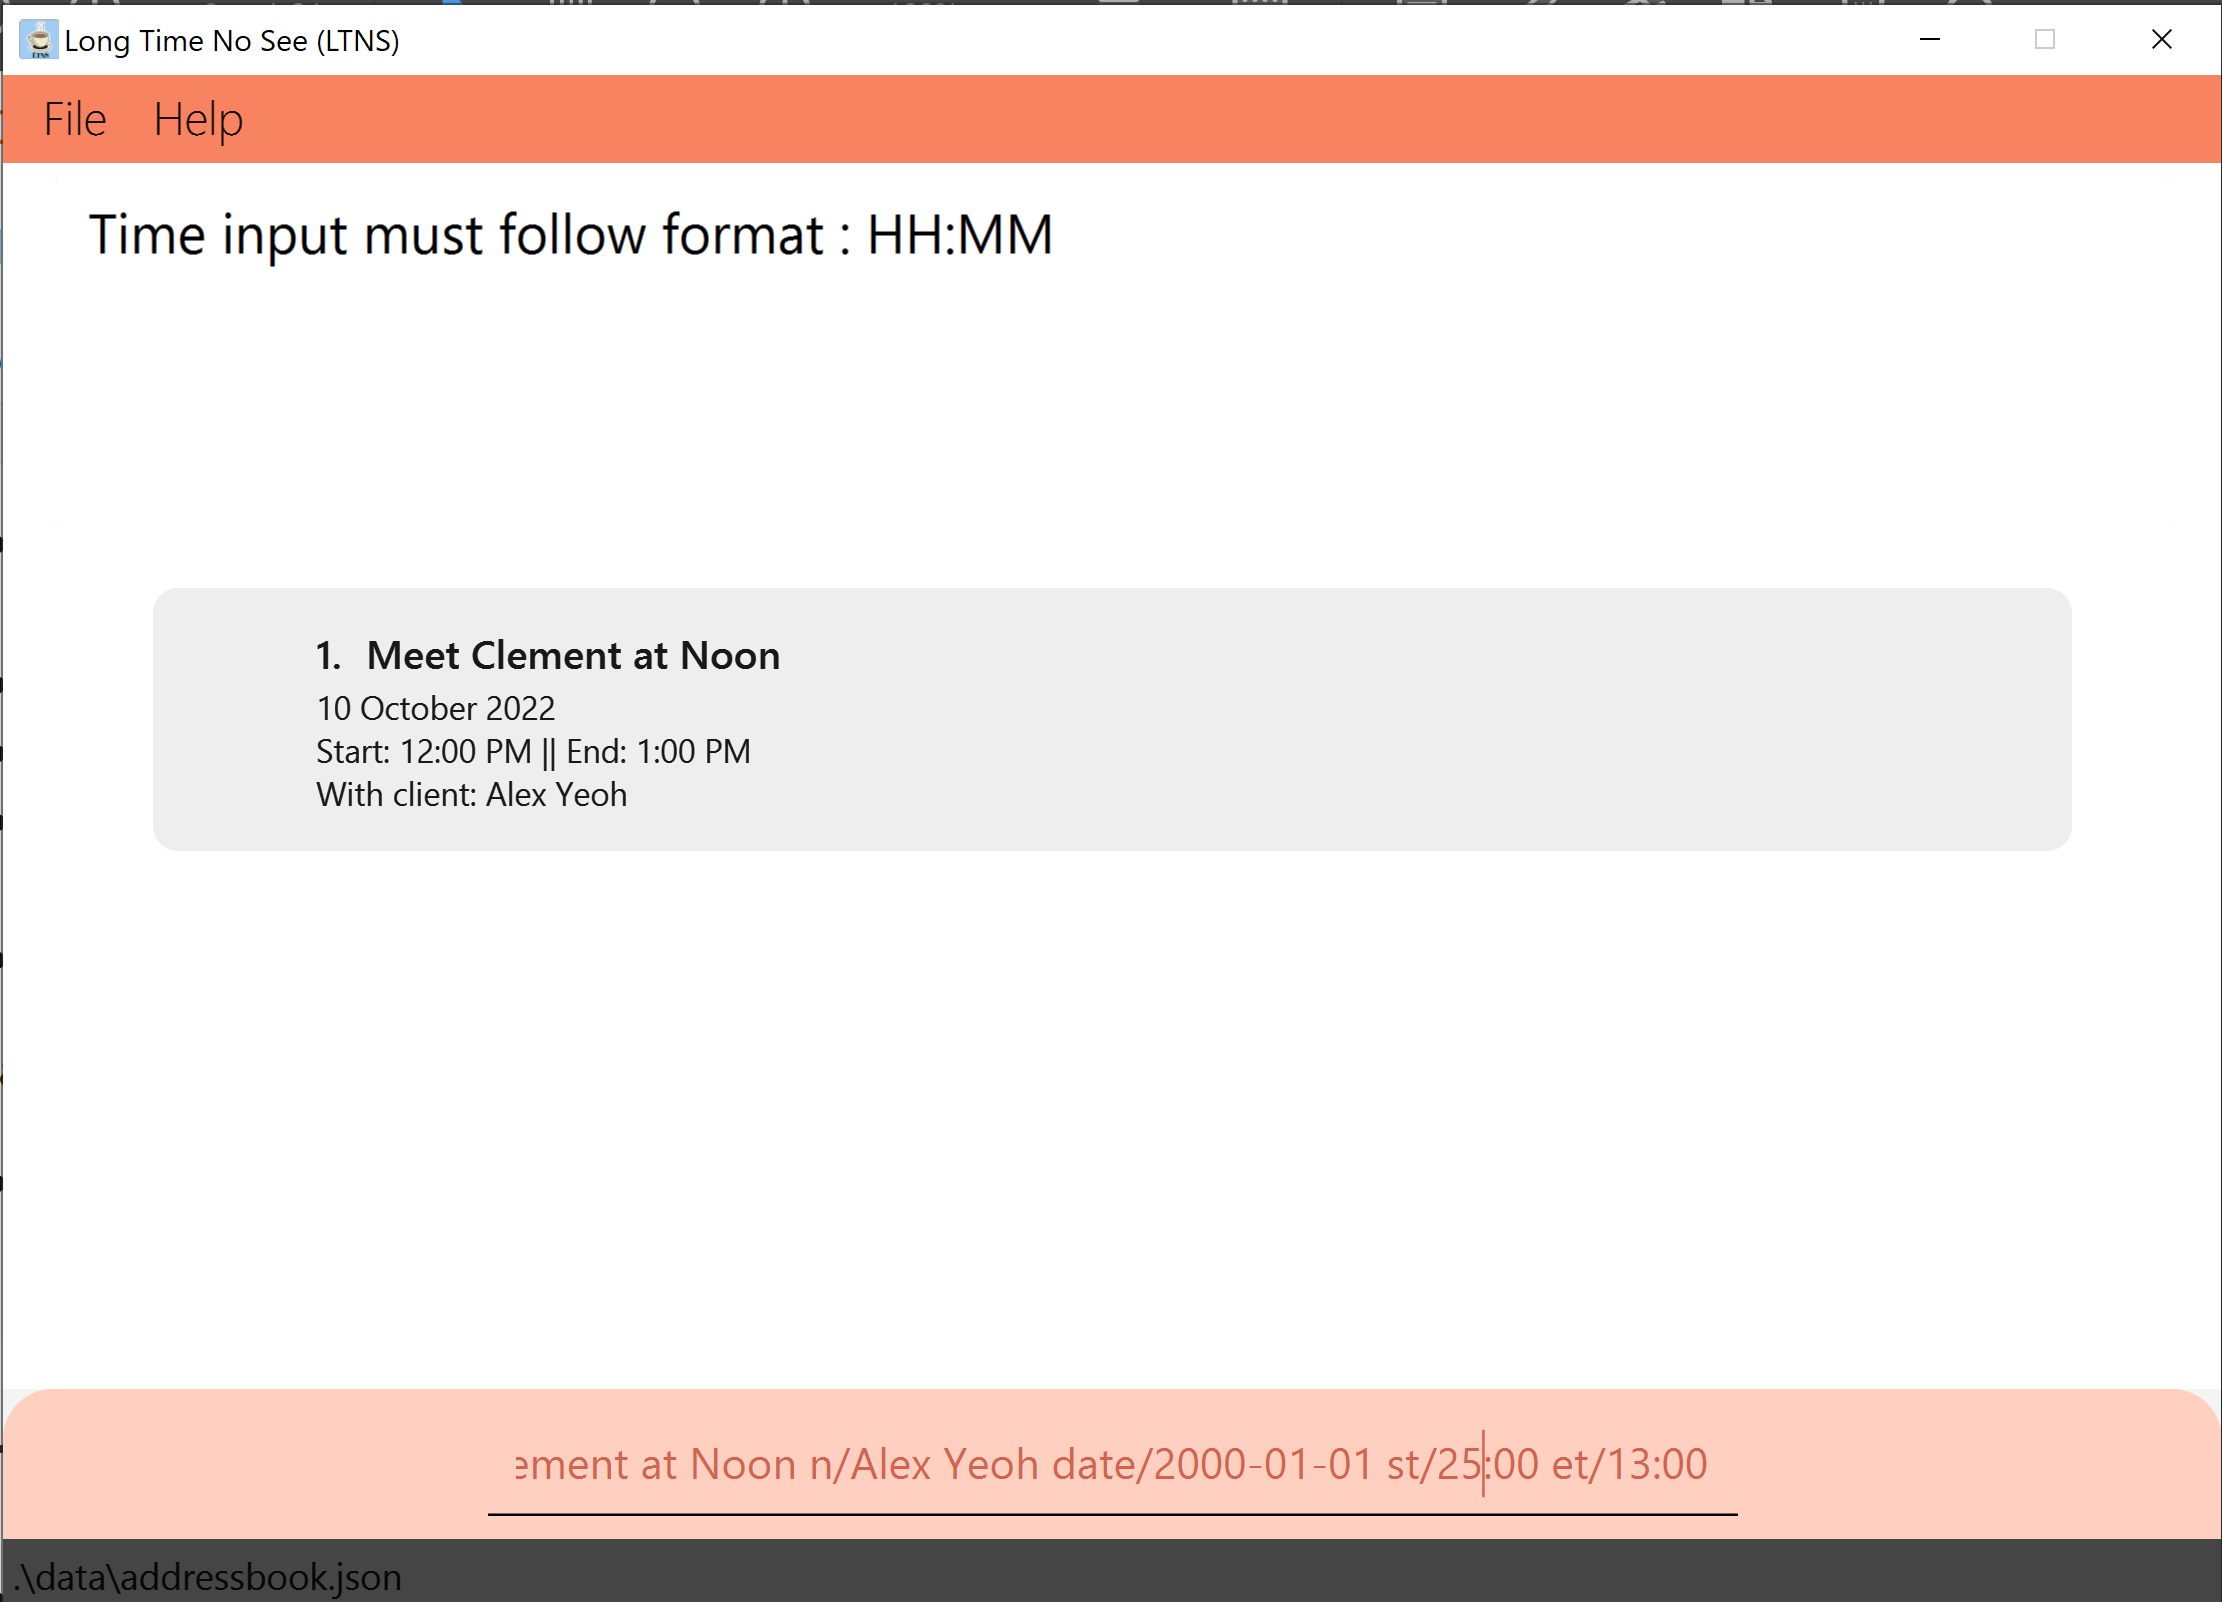 Long Time No See (LTNS)
File Help
Time input must follow format : HH:MM
1. Meet Clement at Noon
10 October 2022
Start: 12:00 PM || End: 1:00 PM
With client: Alex Yeoh
ement at Noon n/Alex Yeoh date/2000-01-01 st/25:00 et/13:00
.\data\addressbook.json